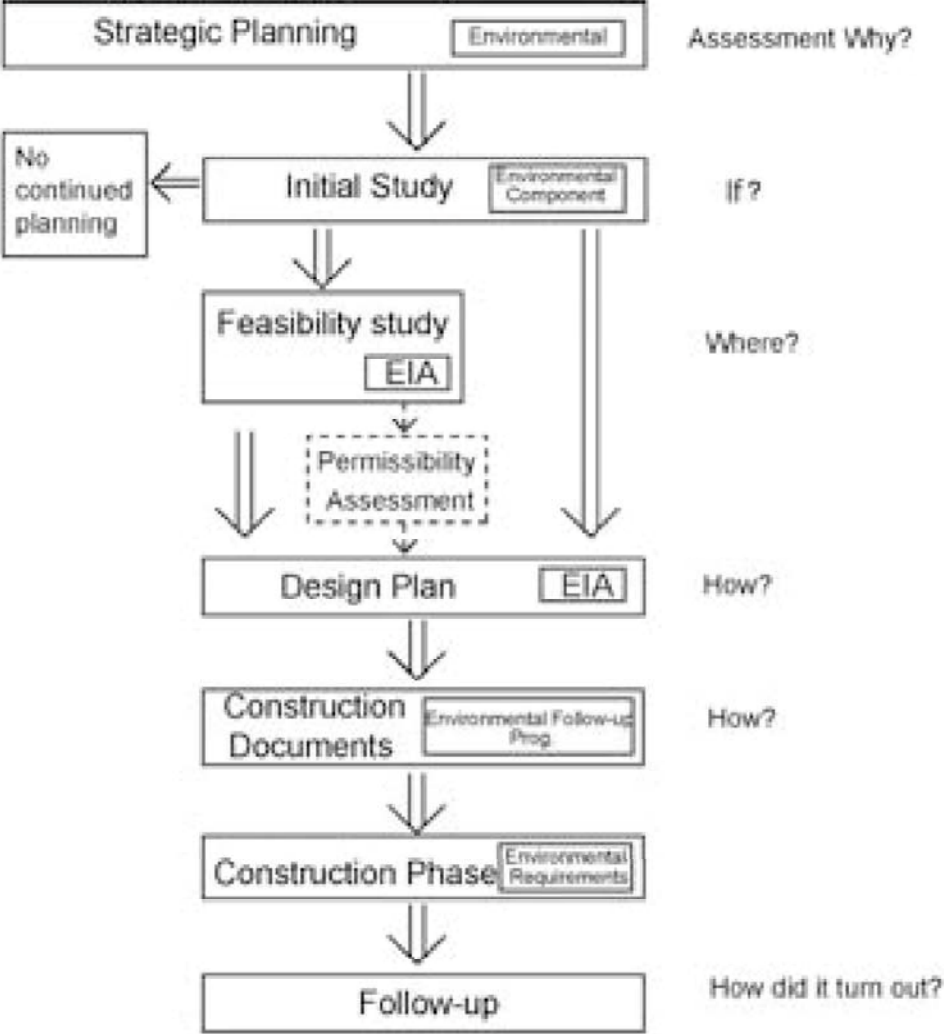 Strategic Planning
Environmental
Assessment Why?
No
continued
planning
Initial Study
Environmental
Component
If?
Feasibility study
EIA
Where?
Permissibility
Assessment
Design Plan
EIA
How?
Construction
Documents
Environmental Follow-up
Prog.
How?
Construction Phase
Environmental
Requirements
Follow-up
How did it turn out?